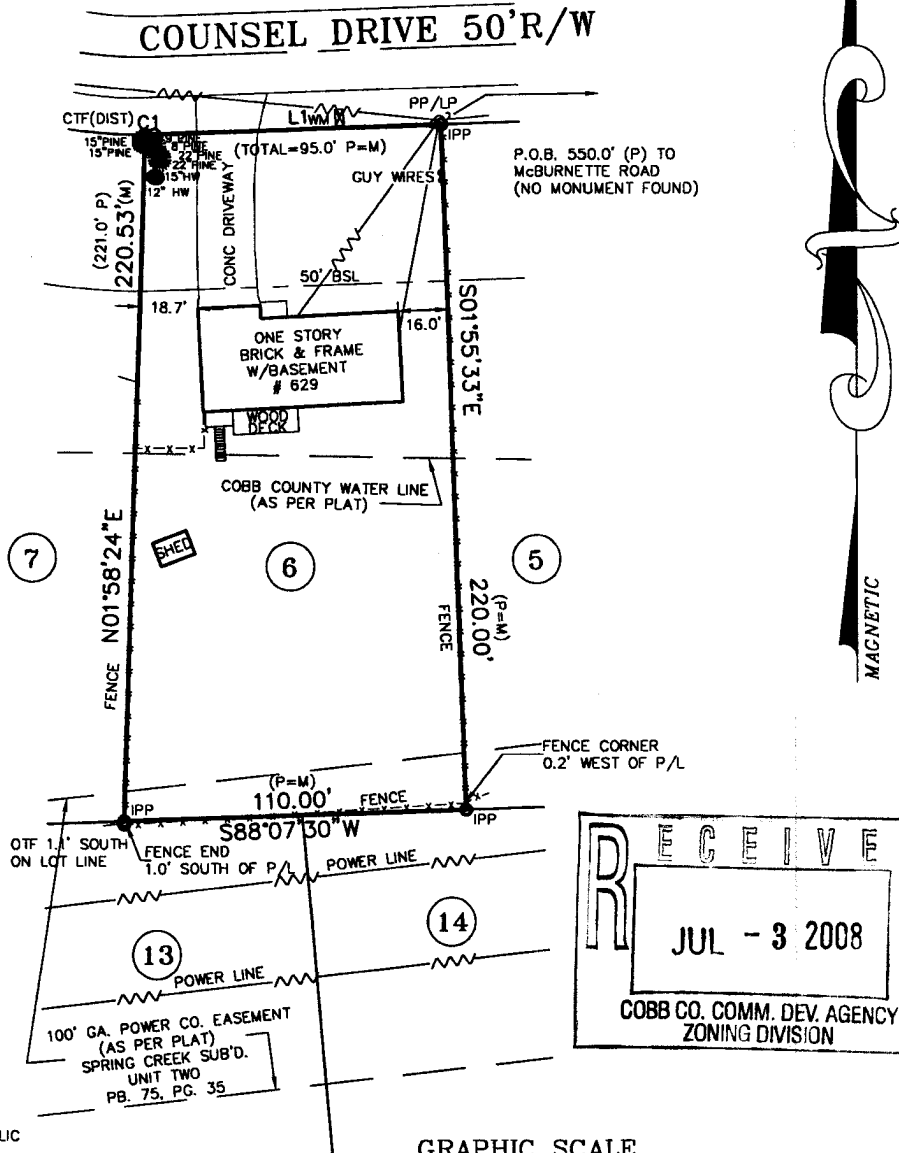 COUNSEL DRIVE 50'R/W
CTF(DIST) C1
L1 WM
PP/LP
IPP
15"PINE
15"PINE
8"PINE
22"PINE
22"PINE
15"HW
12" HW
(TOTAL=95.0' P=M)
P.O.B. 550.0' (P) TO
McBURNETTE ROAD
(NO MONUMENT FOUND)
GUY WIRES
CONC DRIVEWAY
(221.0' P)
220.53'(M)
50' BSL
18.7'
16.0'
ONE STORY
BRICK & FRAME
W/BASEMENT
# 629
S01°55'33"E
WOOD
DECK
COBB COUNTY WATER LINE
(AS PER PLAT)
7
SHED
6
5
N01°58'24"E
FENCE
FENCE
(P=M)
220.00'
MAGNETIC
FENCE CORNER
0.2' WEST OF P/L
(P=M)
110.00'
FENCE
IPP
IPP
S88°07'30"W
OTF 1.1' SOUTH
ON LOT LINE
FENCE END
1.0' SOUTH OF P/L
POWER LINE
13
14
POWER LINE
100' GA. POWER CO. EASEMENT
(AS PER PLAT)
SPRING CREEK SUB'D.
UNIT TWO
PB. 75, PG. 35
RECEIVE
JUL - 3 2008
COBB CO. COMM. DEV. AGENCY
ZONING DIVISION
LIC
GRAPHIC SCALE